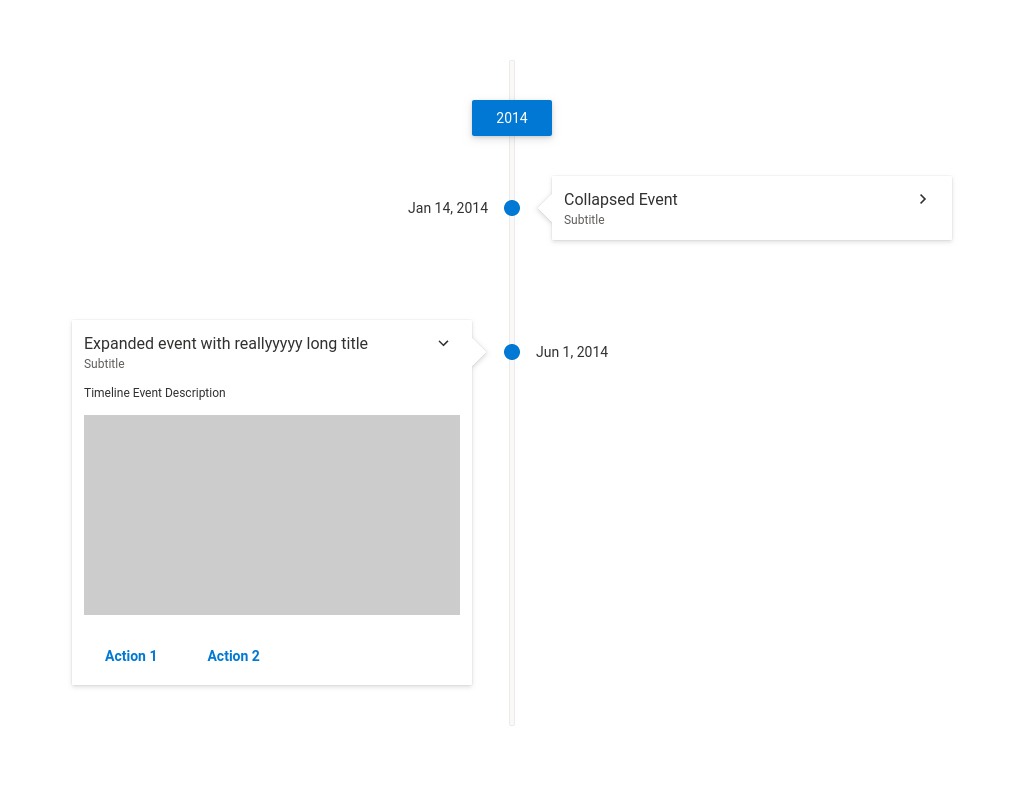 2014
Jan 14, 2014
Collapsed Event
Subtitle
Expanded event with reallyyyyy long title
Subtitle
Jun 1, 2014
Timeline Event Description
Action 1
Action 2